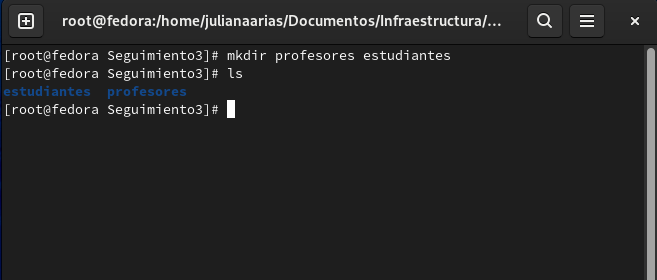 root@fedora:/home/julianaarias/Documentos/Infraestructura/...
[root@fedora Seguimiento3]# mkdir profesores estudiantes
[root@fedora Seguimiento3]# ls
estudiantes  profesores
[root@fedora Seguimiento3]#